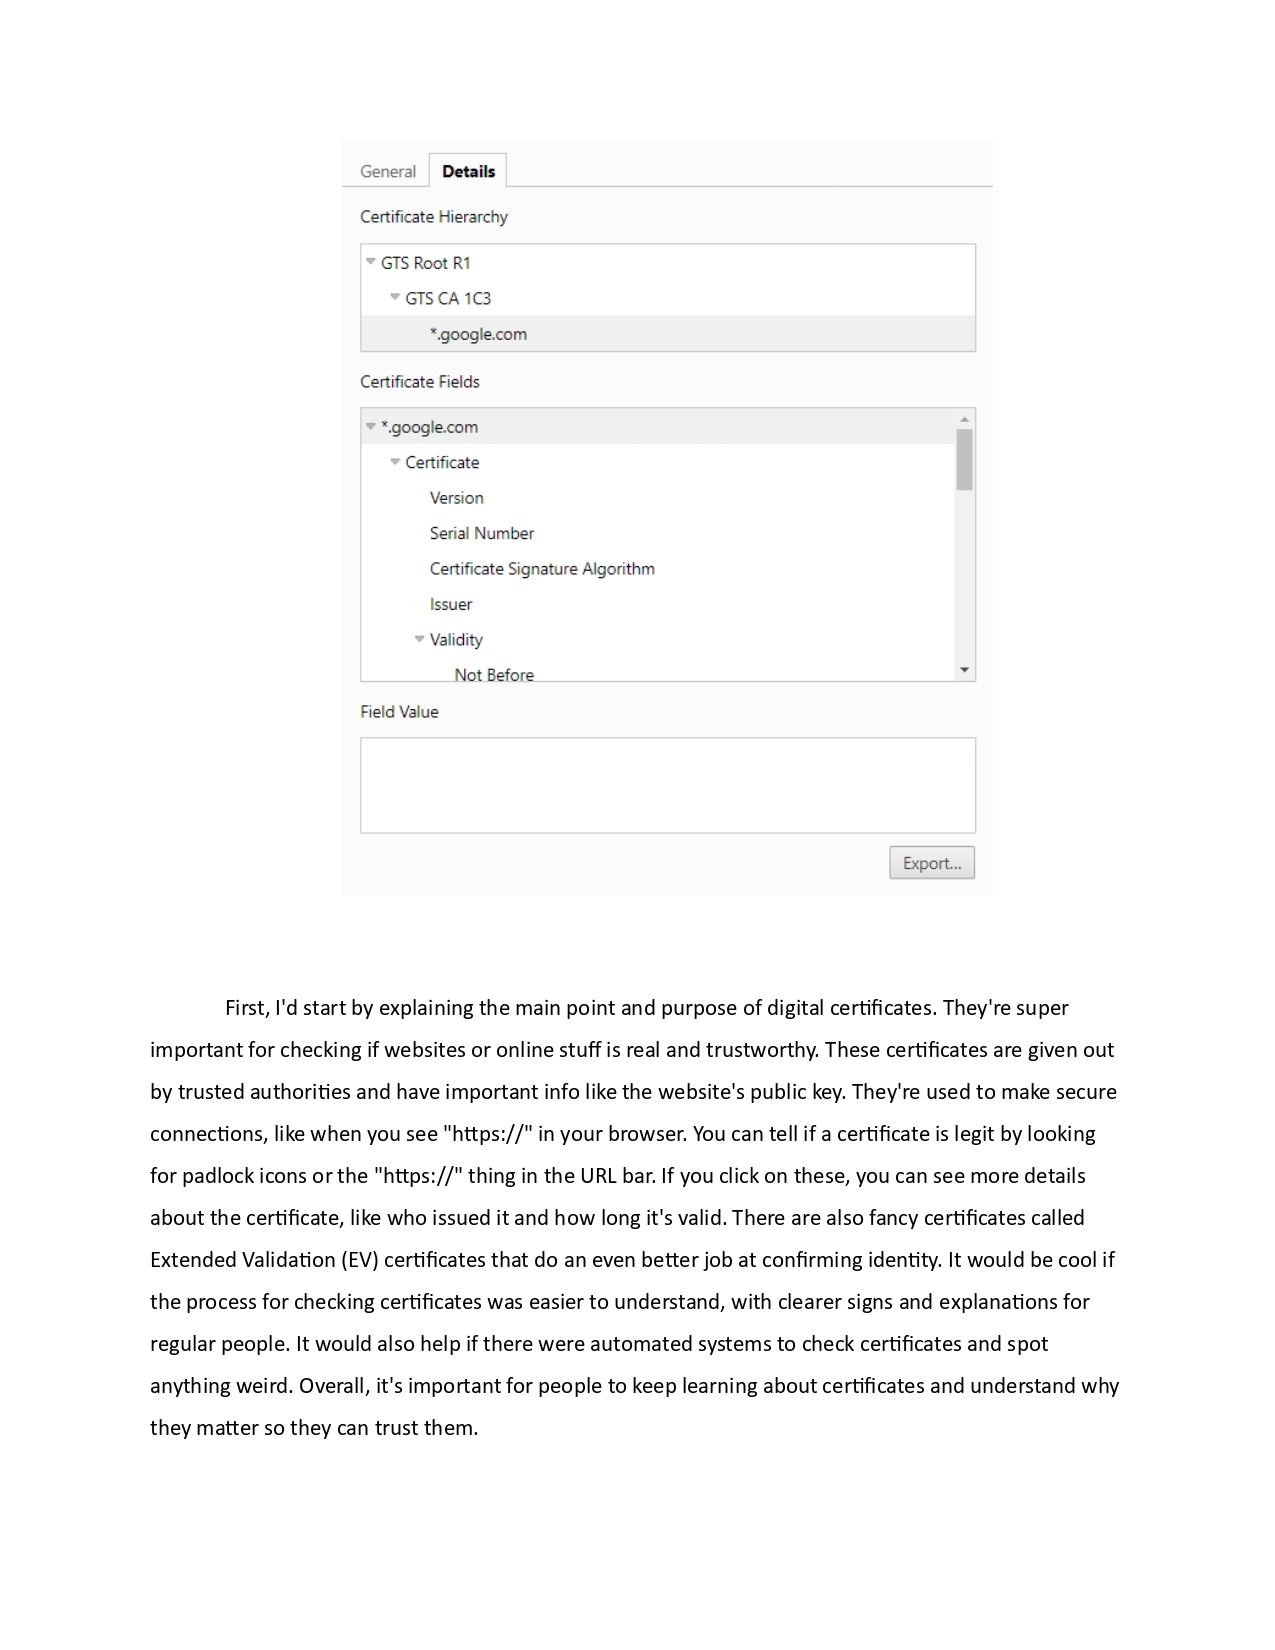 General Details
Certificate Hierarchy
GTS Root R1
GTS CA 1C3
*.google.com
Certificate Fields
*.google.com
Certificate
Version
Serial Number
Certificate Signature Algorithm
Issuer
Validity
Not Before
Field Value
Export...
First, I'd start by explaining the main point and purpose of digital certificates. They're super
important for checking if websites or online stuff is real and trustworthy. These certificates are given out
by trusted authorities and have important info like the website's public key. They're used to make secure
connections, like when you see "https://" in your browser. You can tell if a certificate is legit by looking
for padlock icons or the "https://" thing in the URL bar. If you click on these, you can see more details
about the certificate, like who issued it and how long it's valid. There are also fancy certificates called
Extended Validation (EV) certificates that do an even better job at confirming identity. It would be cool if
the process for checking certificates was easier to understand, with clearer signs and explanations for
regular people. It would also help if there were automated systems to check certificates and spot
anything weird. Overall, it's important for people to keep learning about certificates and understand why
they matter so they can trust them.